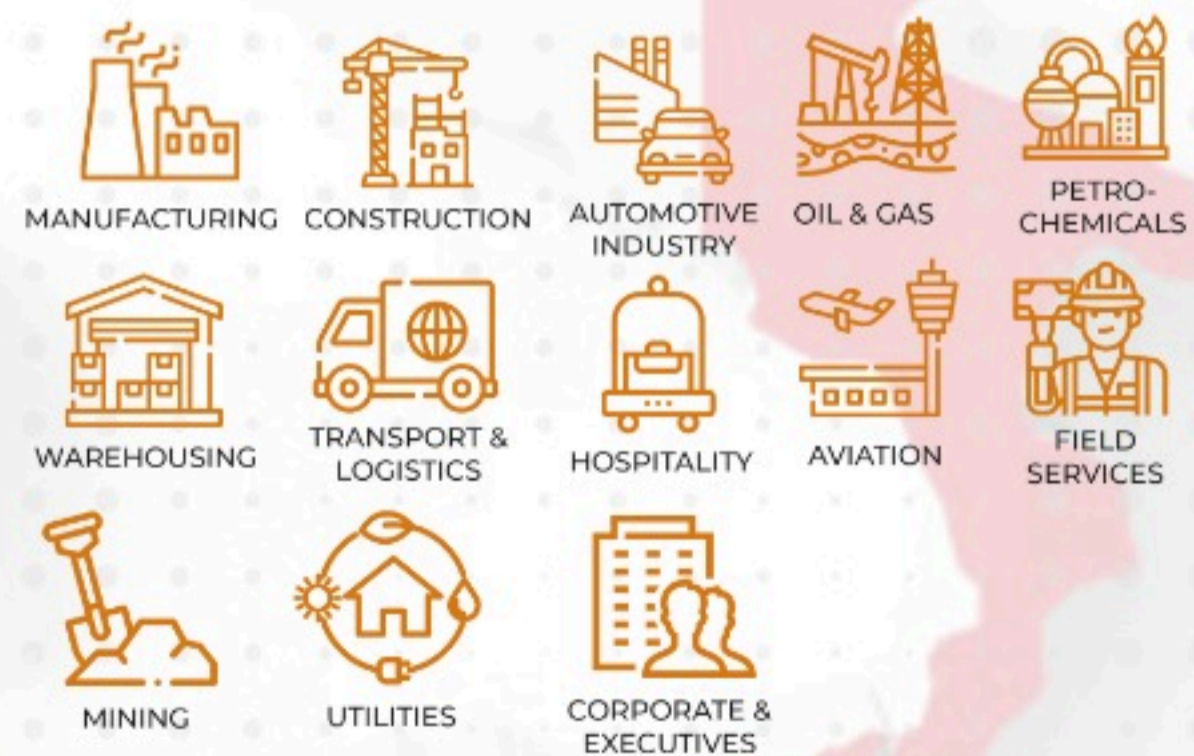 MANUFACTURING
CONSTRUCTION
AUTOMOTIVE
INDUSTRY
OIL & GAS
PETRO-
CHEMICALS
WAREHOUSING
TRANSPORT &
LOGISTICS
HOSPITALITY
AVIATION
FIELD
SERVICES
MINING
UTILITIES
CORPORATE &
EXECUTIVES